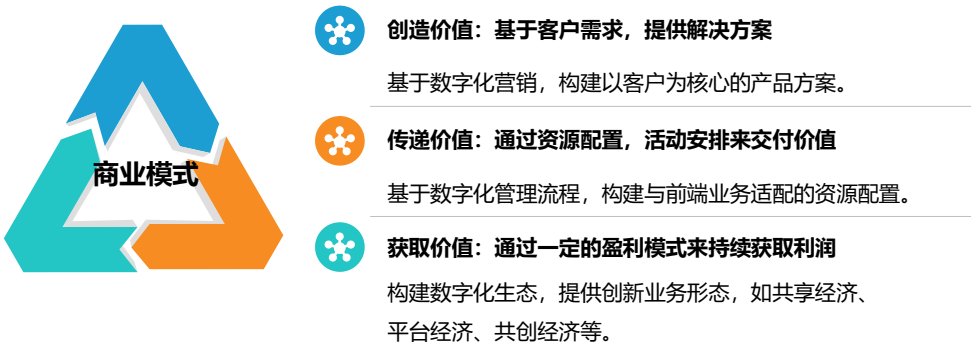 商业模式
创造价值：基于客户需求，提供解决方案
基于数字化营销，构建以客户为核心的产品方案。
传递价值：通过资源配置，活动安排来交付价值
基于数字化管理流程，构建与前端业务适配的资源配置。
获取价值：通过一定的盈利模式来持续获取利润
构建数字化生态，提供创新业务形态，如共享经济、
平台经济、共创经济等。